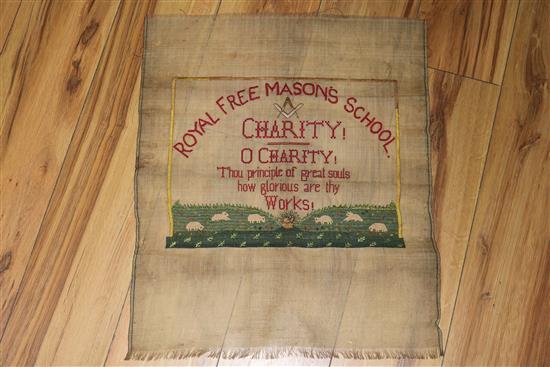 ROYAL FREE MASONS SCHOOL.
CHARITY!
O CHARITY!
Thou principle of great souls
how glorious are thy
WORKS!